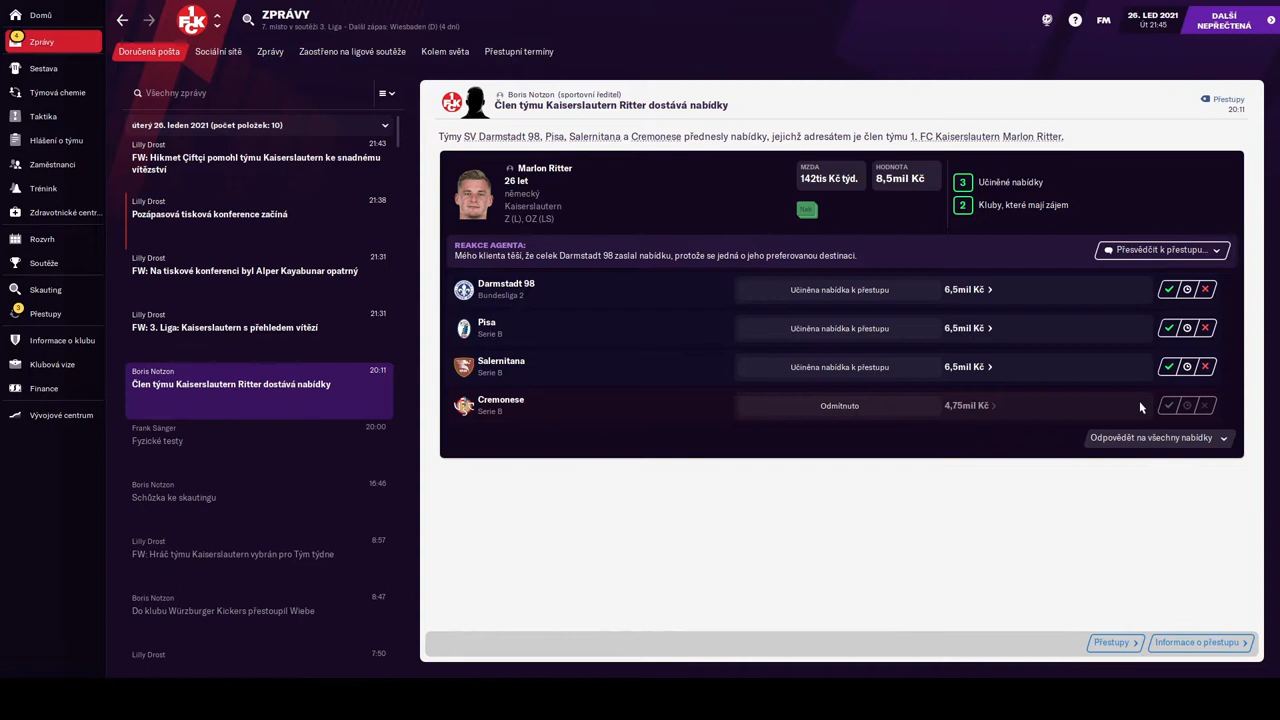 Domů
4
Zprávy
Sestava
Týmová chemie
Taktika
Hlášení o týmu
Zaměstnanci
Trénink
Zdravotnické centr...
Rozvrh
Soutěže
Skauting
3
Přestupy
Informace o klubu
Klubová vize
Finance
Vývojové centrum
1
FCK
ZPRÁVY
7. místo v soutěži 3. Liga - Další zápas: Wiesbaden (D) (4 dní)
?
FM
26. LED 2021
Út 21:45
DALŠÍ
NEPŘEČTENÁ
Doručená pošta
Sociální sítě
Zprávy
Zaostřeno na ligové soutěže
Kolem světa
Přestupní termíny
Všechny zprávy
úterý 26. leden 2021 (počet položek: 10)
Lilly Drost
21:43
FW: Hikmet Çiftçi pomohl týmu Kaiserslautern ke snadnému
vítězství
Lilly Drost
21:38
Pozápasová tisková konference začíná
Lilly Drost
21:31
FW: Na tiskové konferenci byl Alper Kayabunar opatrný
Lilly Drost
21:31
FW: 3. Liga: Kaiserslautern s přehledem vítězí
Boris Notzon
20:11
Člen týmu Kaiserslautern Ritter dostává nabídky
Frank Sänger
20:00
Fyzické testy
Boris Notzon
16:46
Schůzka ke skautingu
Lilly Drost
8:57
FW: Hráč týmu Kaiserslautern vybrán pro Tým týdne
Boris Notzon
8:47
Do klubu Würzburger Kickers přestoupil Wiebe
Lilly Drost
7:50
Boris Notzon (sportovní ředitel)
Člen týmu Kaiserslautern Ritter dostává nabídky
Přestupy
20:11
Týmy SV Darmstadt 98, Pisa, Salernitana a Cremonese přednesly nabídky, jejichž adresátem je člen týmu 1. FC Kaiserslautern Marlon Ritter.
Marlon Ritter
26 let
německý
Kaiserslautern
Z (L), OZ (LS)
MZDA
142tis Kč týd.
HODNOTA
8,5mil Kč
Nab
3
Učiněné nabídky
2
Kluby, které mají zájem
REAKCE AGENTA:
Mého klienta těší, že celek Darmstadt 98 zaslal nabídku, protože se jedná o jeho preferovanou destinaci.
Přesvědčit k přestupu...
Darmstadt 98
Bundesliga 2
Učiněna nabídka k přestupu
6,5mil Kč
Pisa
Serie B
Učiněna nabídka k přestupu
6,5mil Kč
Salernitana
Serie B
Učiněna nabídka k přestupu
6,5mil Kč
Cremonese
Serie B
Odmítnuto
4,75mil Kč
Odpovědět na všechny nabídky
Přestupy
Informace o přestupu